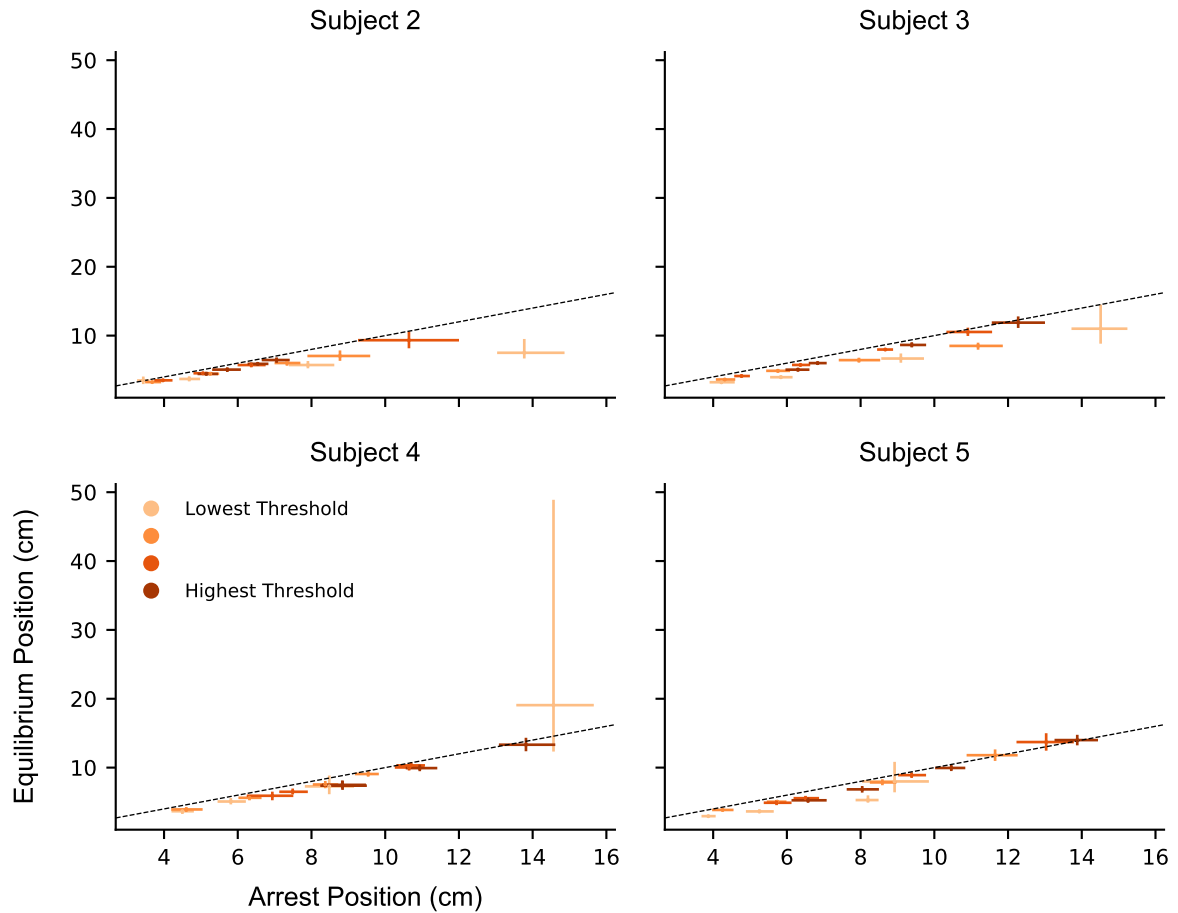 Subject 2
Subject 3
50
40
30
20
10
Subject 4
Subject 5
50
40
30
20
10
Lowest Threshold
Highest Threshold
Equilibrium Position (cm)
4 6 8 10 12 14 16
4 6 8 10 12 14 16
Arrest Position (cm)